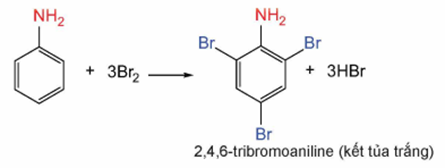 NH₂ NH₂
Br Br
+ 3Br₂ + 3HBr
Br
2,4,6-tribromoaniline (kết tủa trắng)